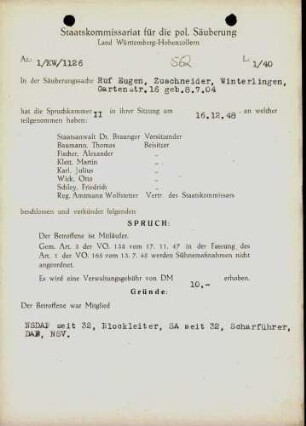 Staatskommissariat für die pol. Säuberung
Land Württemberg-Hohenzollern
Az.: 1/KW/1126
SQ
L 1/40
In der Säuberungssache Ruf Eugen, Zuschneider, Winterlingen,
Gartenstr.16 geb.8.7.04
hat die Spruchkammer II in ihrer Sitzung am 16.12.48. an welcher
teilgenommen haben:
Staatsanwalt Dr. Braunger Vorsitzender
Baumann, Thomas Beisitzer
Fischer, Alexander "
Klett, Martin "
Karl, Julius "
Wick, Otto "
Schley, Friedrich "
Reg. Amtmann Wolfstetter Vertr. des Staatskommissars
beschlossen und verkündet folgenden
SPRUCH:
Der Betroffene ist Mitläufer.
Gem. Art. 3 der VO. 133 vom 17. 11. 47 in der Fassung des
Art. 1 der VO. 165 vom 13. 7. 48 werden Sühnemaßnahmen nicht
angeordnet.
Es wird eine Verwaltungsgebühr von DM 10,- erhoben.
Gründe:
Der Betroffene war Mitglied
NSDAP seit 32, Blockleiter, SA seit 32, Scharführer,
DAF, NSV.